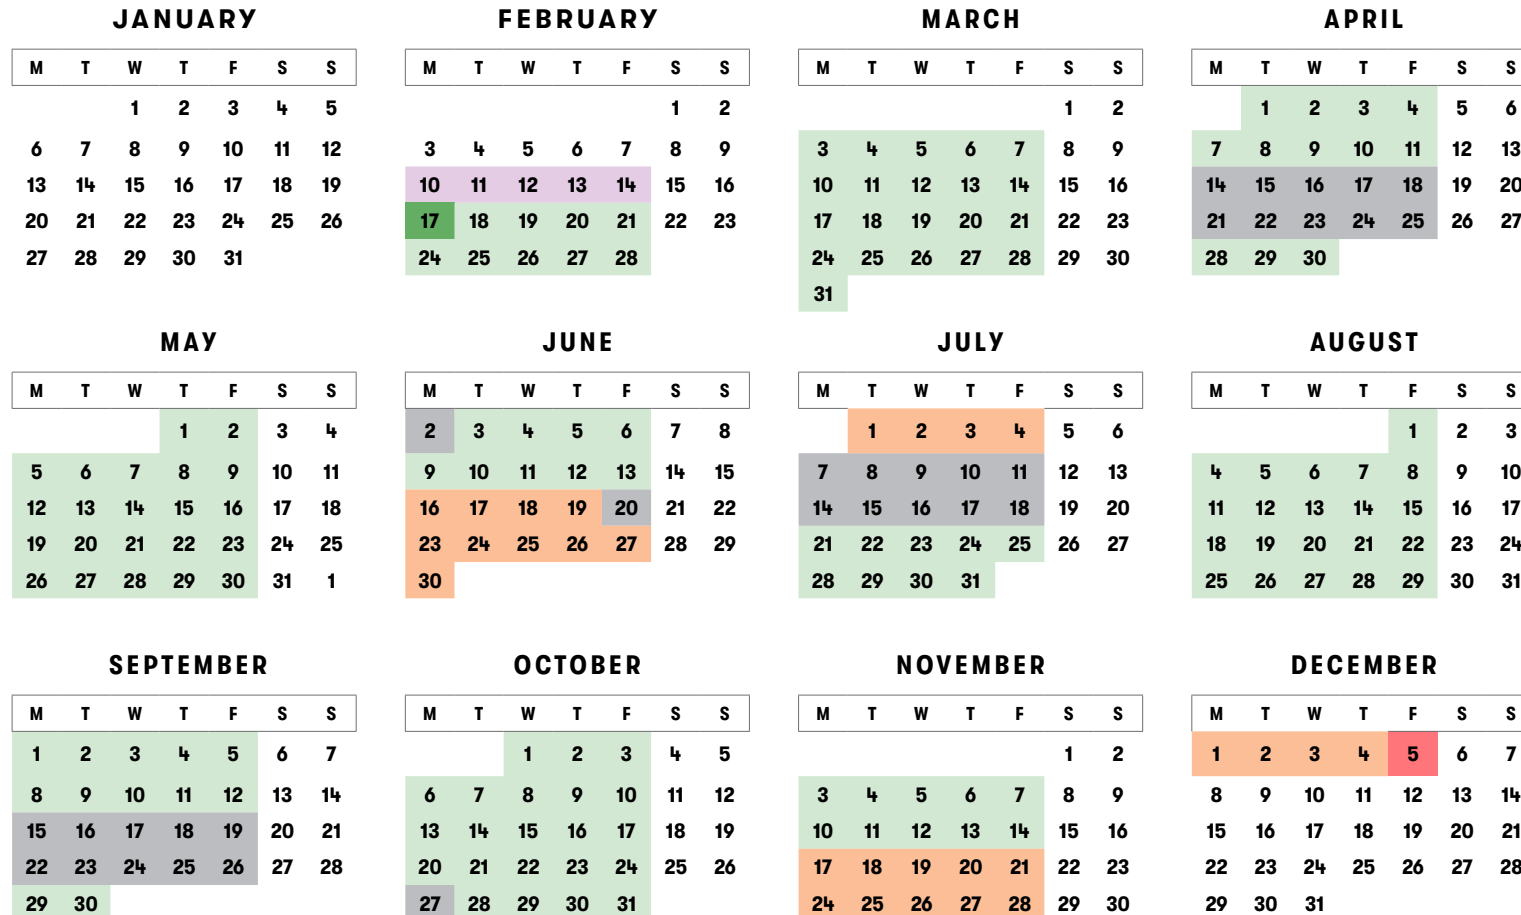 JANUARY FEBRUARY MARCH APRIL
M T W T F S S M T W T F S S M T W T F S S M T W T F S S
1 2 3 4 5 1 2 1 2 1 2 3 4 5 6
6 7 8 9 10 11 12 3 4 5 6 7 8 9 3 4 5 6 7 8 9 7 8 9 10 11 12 13
13 14 15 16 17 18 19 10 11 12 13 14 15 16 10 11 12 13 14 15 16 14 15 16 17 18 19 20
20 21 22 23 24 25 26 17 18 19 20 21 22 23 17 18 19 20 21 22 23 21 22 23 24 25 26 27
27 28 29 30 31 24 25 26 27 28 24 25 26 27 28 29 30 28 29 30
31
MAY JUNE JULY AUGUST
M T W T F S S M T W T F S S M T W T F S S M T W T F S S
1 2 3 4 2 3 4 5 6 7 8 1 2 3 4 5 6 1 2 3
5 6 7 8 9 10 11 9 10 11 12 13 14 15 7 8 9 10 11 12 13 4 5 6 7 8 9 10
12 13 14 15 16 17 18 16 17 18 19 20 21 22 14 15 16 17 18 19 20 11 12 13 14 15 16 17
19 20 21 22 23 24 25 23 24 25 26 27 28 29 21 22 23 24 25 26 27 18 19 20 21 22 23 24
26 27 28 29 30 31 1 30 28 29 30 31 25 26 27 28 29 30 31
SEPTEMBER OCTOBER NOVEMBER DECEMBER
M T W T F S S M T W T F S S M T W T F S S M T W T F S S
1 2 3 4 5 6 7 1 2 3 4 5 1 2 1 2 3 4 5 6 7
8 9 10 11 12 13 14 6 7 8 9 10 11 12 3 4 5 6 7 8 9 8 9 10 11 12 13 14
15 16 17 18 19 20 21 13 14 15 16 17 18 19 10 11 12 13 14 15 16 15 16 17 18 19 20 21
22 23 24 25 26 27 28 20 21 22 23 24 25 26 17 18 19 20 21 22 23 22 23 24 25 26 27 28
29 30 27 28 29 30 31 24 25 26 27 28 29 30 29 30 31